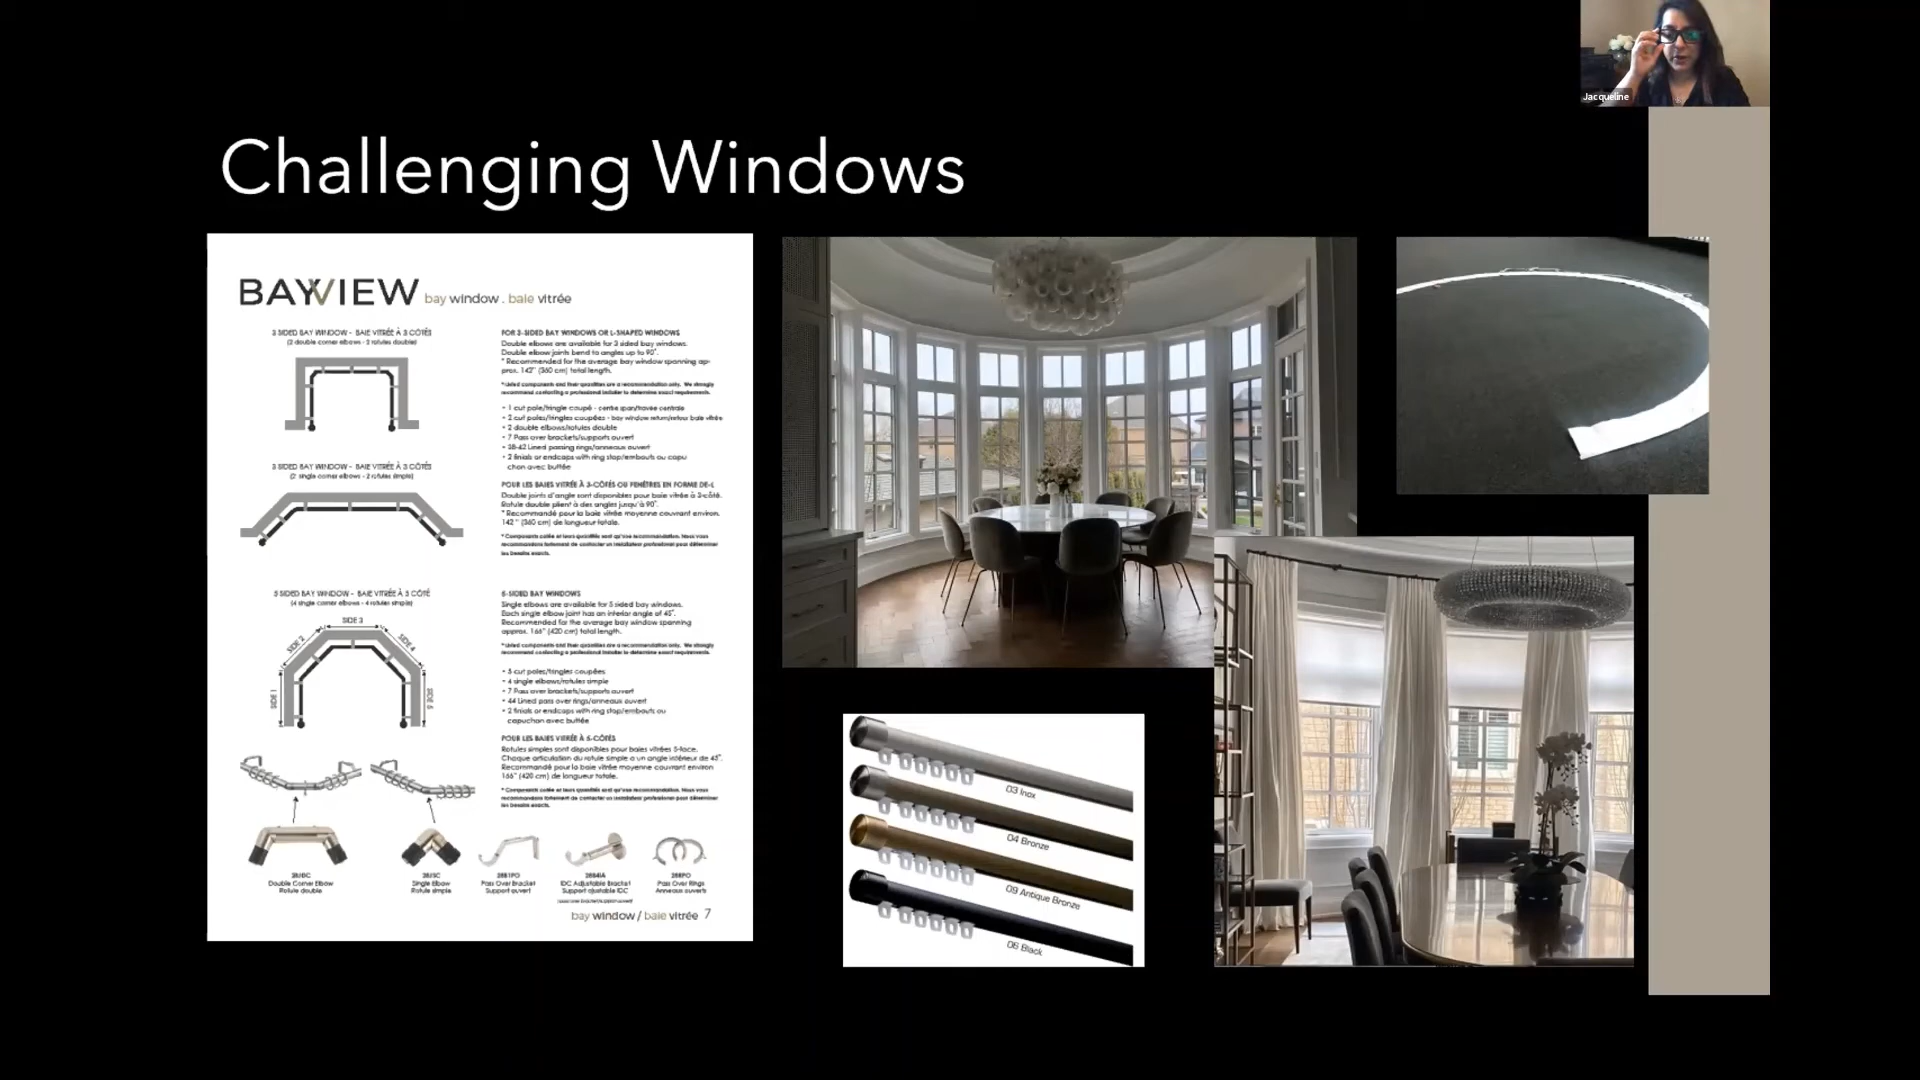 Jacqueline
Challenging Windows
BAYVIEW bay window . baie vitrée
3 SIDED BAY WINDOW - BAIE VITRÉE À 3 CÔTÉS
(2 double corner elbows - 2 rotules double)
3 SIDED BAY WINDOW - BAIE VITRÉE À 3 CÔTÉS
(2 single corner elbows - 2 rotules simple)
5 SIDED BAY WINDOW - BAIE VITRÉE À 5 CÔTÉ
(4 single corner elbows - 4 rotules simple)
SIDE 1
SIDE 2
SIDE 3
SIDE 4
SIDE 5
28JDC
Double Corner Elbow
Rotule double
28JSC
Single Elbow
Rotule simple
28B1PO
Pass Over Bracket
Support ouvert
IDC Adjustable Bracket
Support ajustable IDC
28RPO
Pass Over Rings
Anneaux ouverts
FOR 3-SIDED BAY WINDOWS OR L-SHAPED WINDOWS
Double elbows are available for 3 sided bay windows.
Double elbow joints bend to angles up to 90°.
* Recommended for the average bay window spanning ap-
prox. 142" (360 cm) total length.
*Listed components and their quantities are a recommendation only. We strongly
recommend contacting a professional installer to determine exact requirements.
• 1 cut pole/tringle coupé - centre span/travée centrale
• 2 cut poles/tringles coupées - bay window return/retour baie vitrée
• 2 double elbows/rotules double
• 7 Pass over brackets/supports ouvert
• 38-42 Lined passing rings/anneaux ouvert
• 2 finials or endcaps with ring stop/embouts ou capu
chon avec buttée
POUR LES BAIES VITRÉE À 3-CÔTÉS OU FENÊTRES EN FORME DE-L
Double joints d'angle sont disponibles pour baie vitrée à 3-côté.
Rotule double plient à des angles jusqu'à 90°.
* Recommandé pour la baie vitrée moyenne couvrant environ.
142 " (360 cm) de longueur totale.
* Composants cotée et leurs quantités sont qu'une recommandation. Nous vous
recommandons fortement de contacter un installateur professionnel pour déterminer
les besoins exacts.
5-SIDED BAY WINDOWS
Single elbows are available for 5 sided bay windows.
Each single elbow joint has an interior angle of 45°.
Recommended for the average bay window spanning
approx. 166" (420 cm) total length.
*Listed components and their quantities are a recommendation only. We strongly
recommend contacting a professional installer to determine exact requirements.
• 5 cut poles/tringles coupées
• 4 single elbows/rotules simple
• 7 Pass over brackets/supports ouvert
• 44 Lined pass over rings/anneaux ouvert
• 2 finials or endcaps with ring stop/embouts ou
capuchon avec buttée
POUR LES BAIES VITRÉE À 5-CÔTÉS
Rotules simples sont disponibles pour baies vitrées 5-face.
Chaque articulation du rotule simple a un angle intérieur de 45°.
Recommandé pour la baie vitrée moyenne couvrant environ
166" (420 cm) de longueur totale.
* Composants cotée et leurs quantités sont qu'une recommandation. Nous vous
recommandons fortement de contacter un installateur professionnel pour déterminer
les besoins exacts.
bay window / baie vitrée 7
03 Inox
04 Bronze
09 Antique Bronze
06 Black